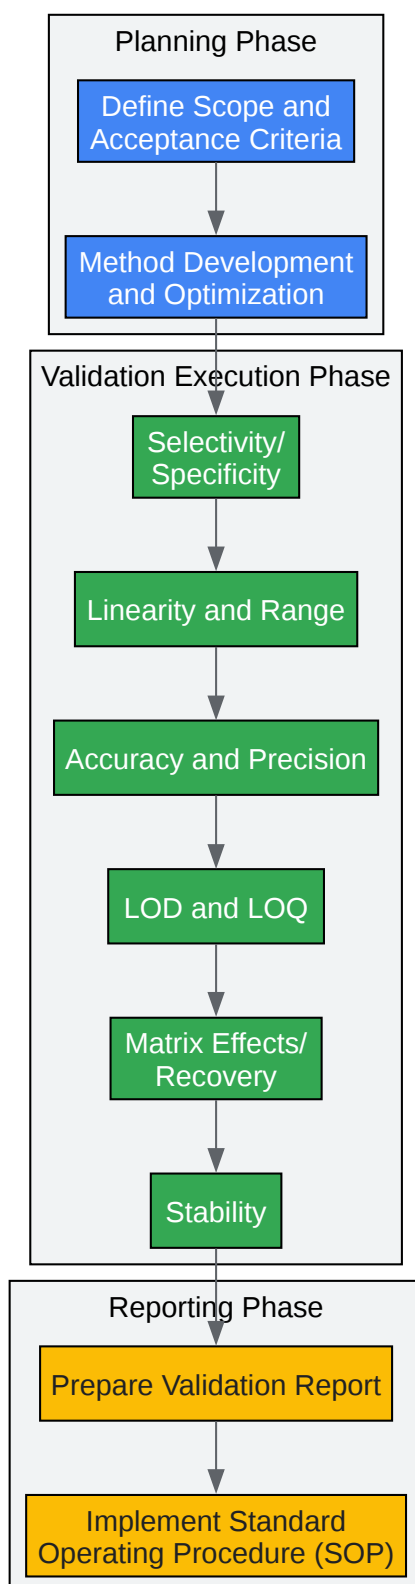 Planning Phase
Define Scope and
Acceptance Criteria
Method Development
and Optimization
Validation Execution Phase
Selectivity/
Specificity
Linearity and Range
Accuracy and Precision
LOD and LOQ
Matrix Effects/
Recovery
Stability
Reporting Phase
Prepare Validation Report
Implement Standard
Operating Procedure (SOP)